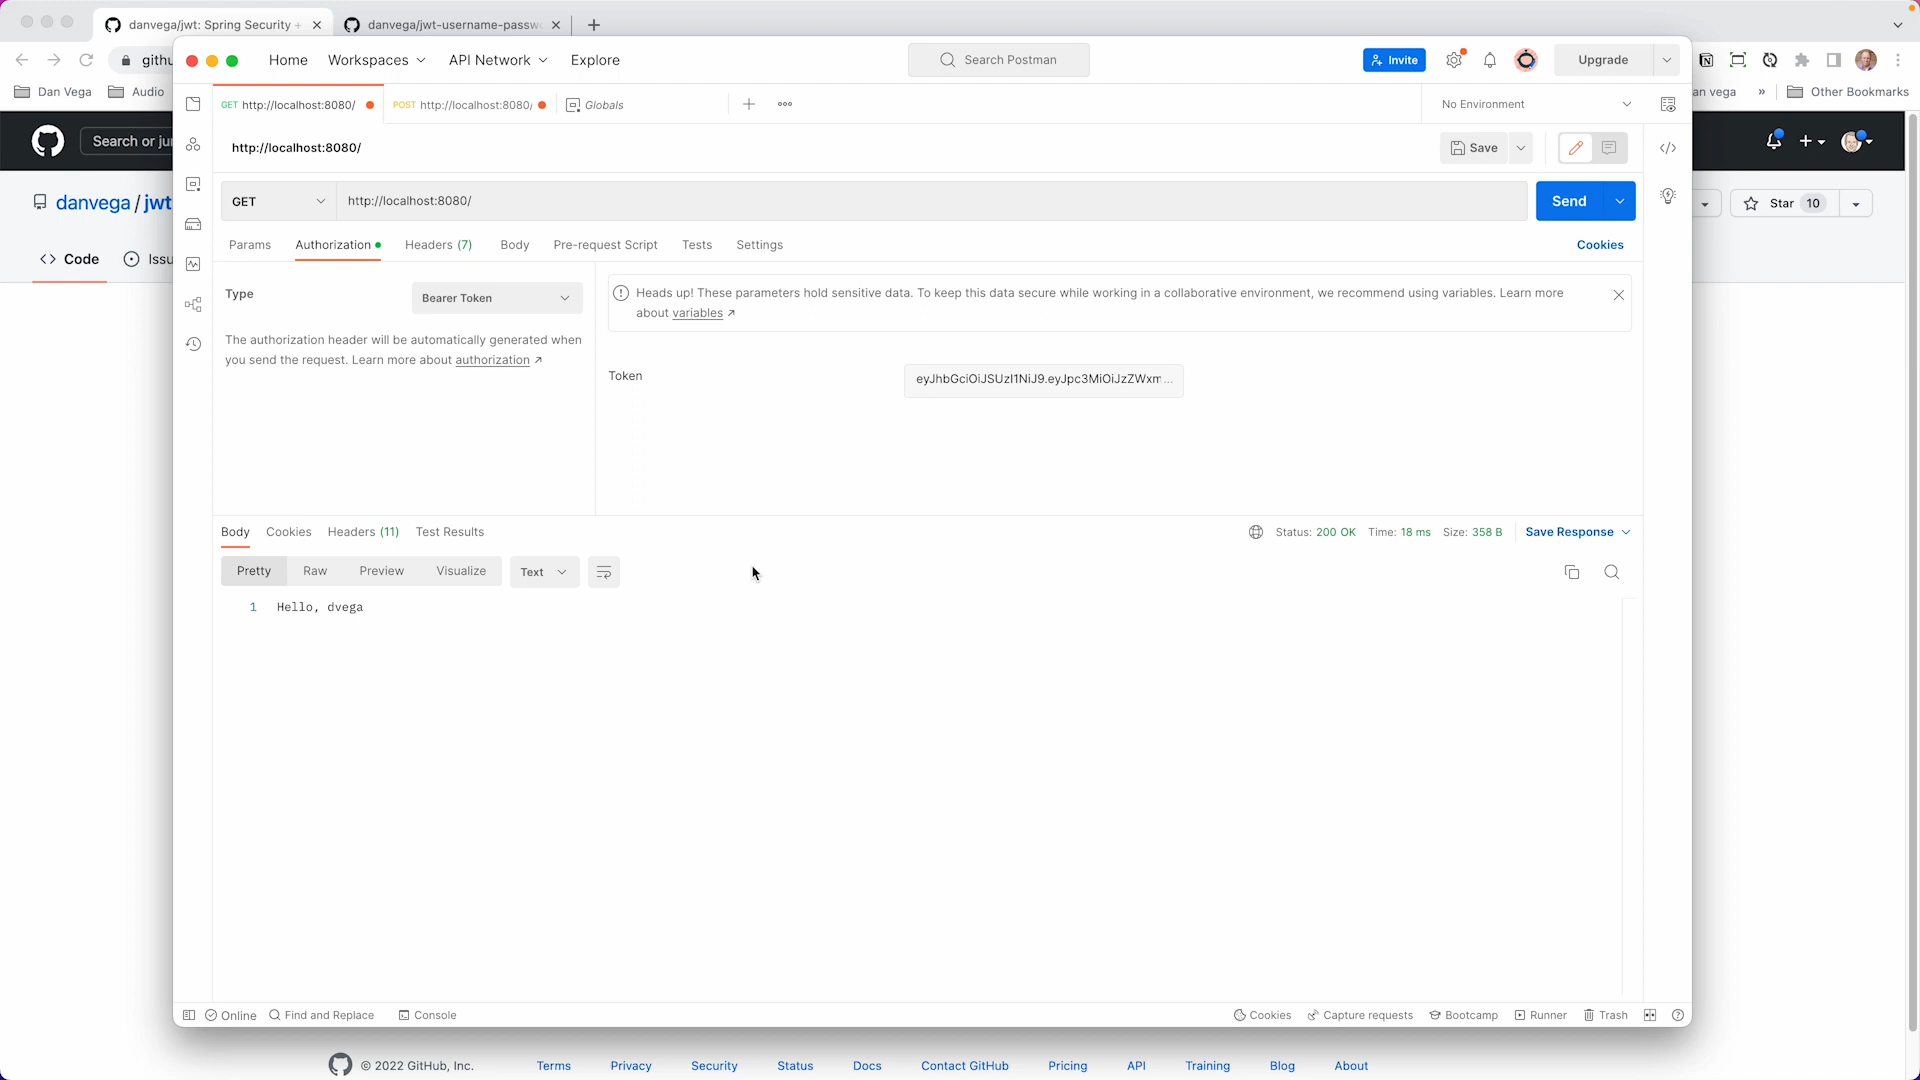 danvega/jwt: Spring Security +
danvega/jwt-username-passw
githu
Dan Vega
Audio
an vega
»
Other Bookmarks
Home
Workspaces
API Network
Explore
Search Postman
Invite
Upgrade
GET http://localhost:8080/
POST http://localhost:8080/
Globals
No Environment
Search or ju
http://localhost:8080/
Save
danvega / jwt
GET
http://localhost:8080/
Send
Star 10
Params
Authorization
Headers (7)
Body
Pre-request Script
Tests
Settings
Cookies
Code
Issu
Type
Bearer Token
Heads up! These parameters hold sensitive data. To keep this data secure while working in a collaborative environment, we recommend using variables. Learn more
about variables ↗
The authorization header will be automatically generated when
you send the request. Learn more about authorization ↗
Token
eyJhbGciOiJSUzI1NiJ9.eyJpc3MiOiJzZWxm...
Body
Cookies
Headers (11)
Test Results
Status: 200 OK
Time: 18 ms
Size: 358 B
Save Response
Pretty
Raw
Preview
Visualize
Text
1 Hello, dvega
Online
Find and Replace
Console
Cookies
Capture requests
Bootcamp
Runner
Trash
© 2022 GitHub, Inc.
Terms
Privacy
Security
Status
Docs
Contact GitHub
Pricing
API
Training
Blog
About